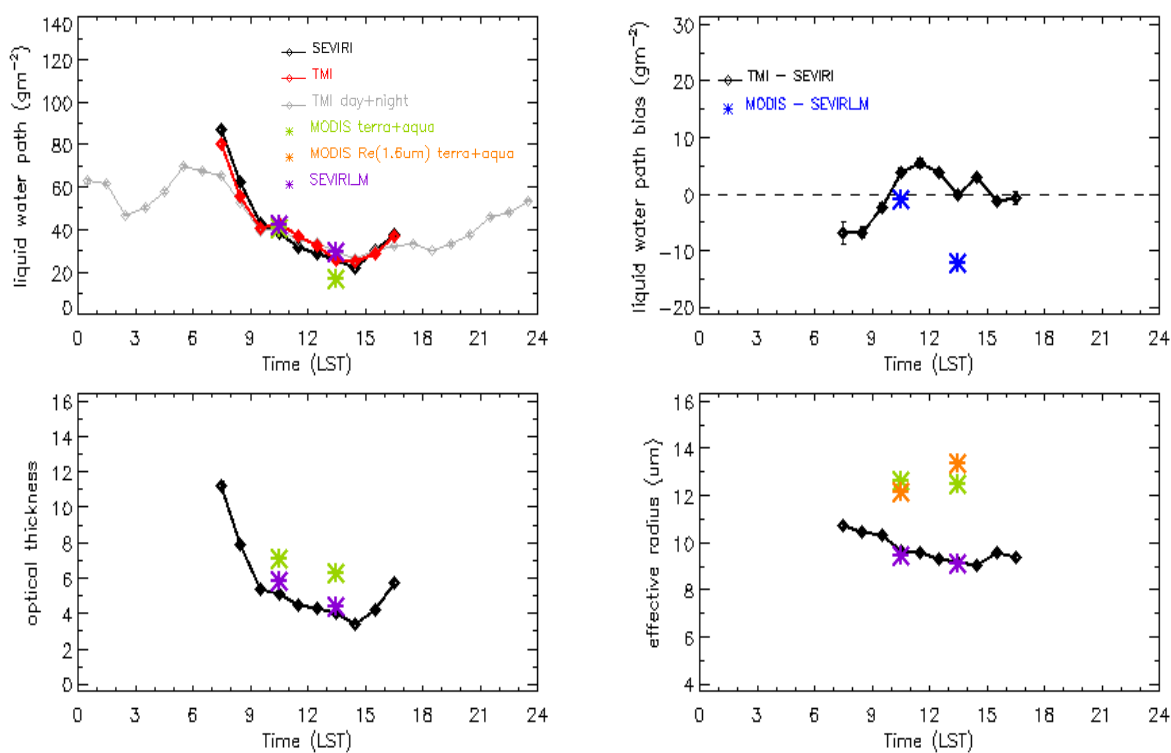 liquid water path (gm⁻²)
140
120
100
80
60
40
20
0
SEVIRI
TMI
TMI day+night
MODIS terra+aqua
MODIS Re(1.6um) terra+aqua
SEVIRI_M
0 3 6 9 12 15 18 21 24
Time (LST)
liquid water path bias (gm⁻²)
30
20
10
0
-10
-20
TMI - SEVIRI
MODIS - SEVIRI_M
0 3 6 9 12 15 18 21 24
Time (LST)
optical thickness
16
14
12
10
8
6
4
2
0
0 3 6 9 12 15 18 21 24
Time (LST)
effective radius (um)
16
14
12
10
8
6
4
0 3 6 9 12 15 18 21 24
Time (LST)